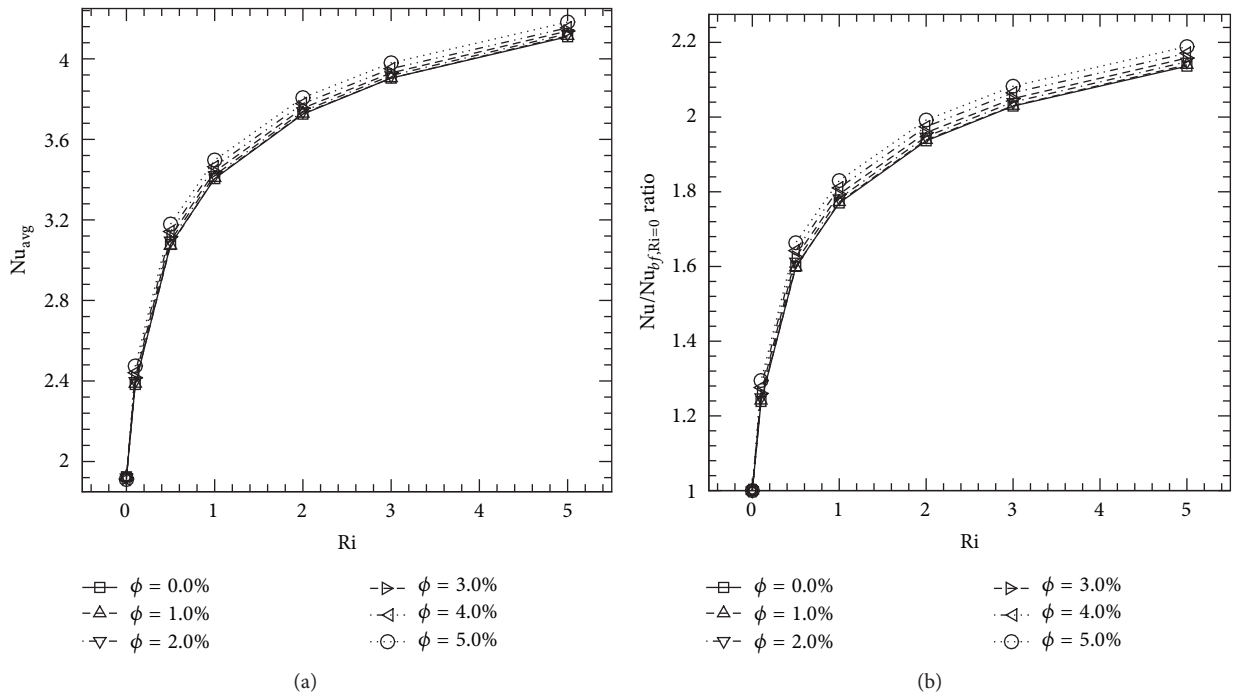 4
3.6
3.2
2.8
2.4
2
Nu_avg
0 1 2 3 4 5
Ri
ϕ = 0.0%
ϕ = 1.0%
ϕ = 2.0%
ϕ = 3.0%
ϕ = 4.0%
ϕ = 5.0%
(a)
2.2
2
1.8
1.6
1.4
1.2
1
Nu/Nu_bf,Ri=0 ratio
0 1 2 3 4 5
Ri
ϕ = 0.0%
ϕ = 1.0%
ϕ = 2.0%
ϕ = 3.0%
ϕ = 4.0%
ϕ = 5.0%
(b)